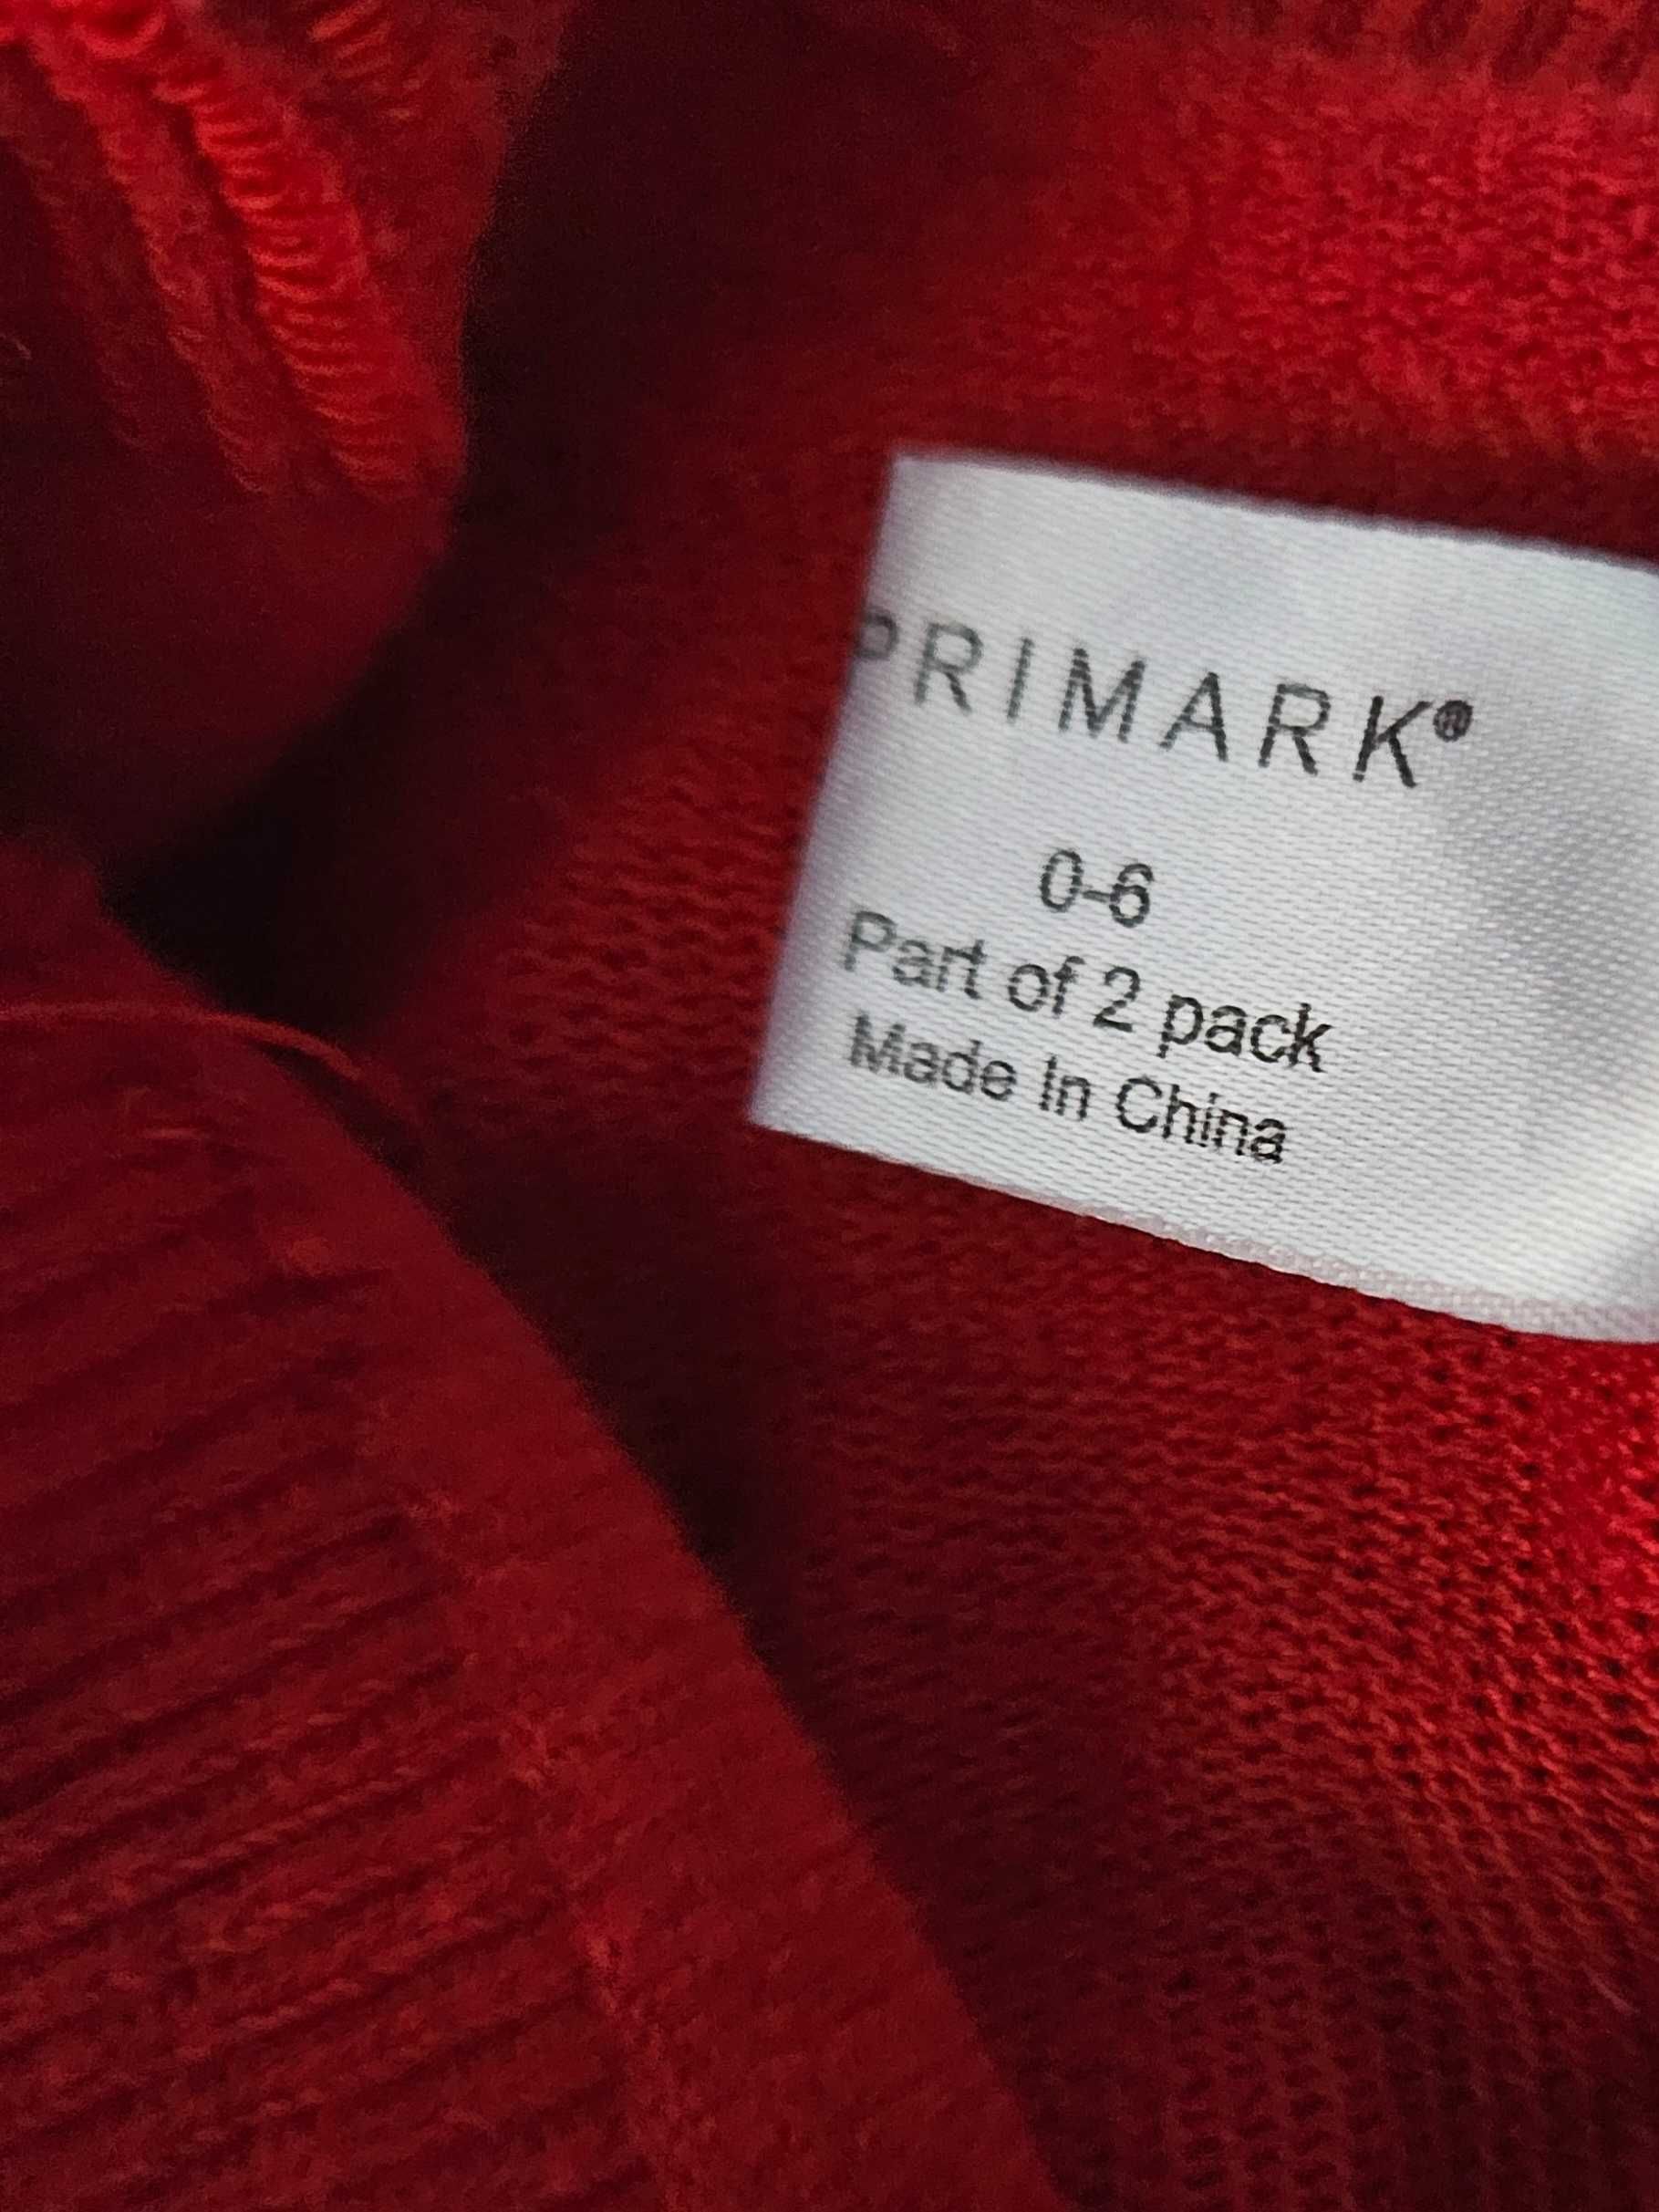 PRIMARK®
0-6
Part of 2 pack
Made In China